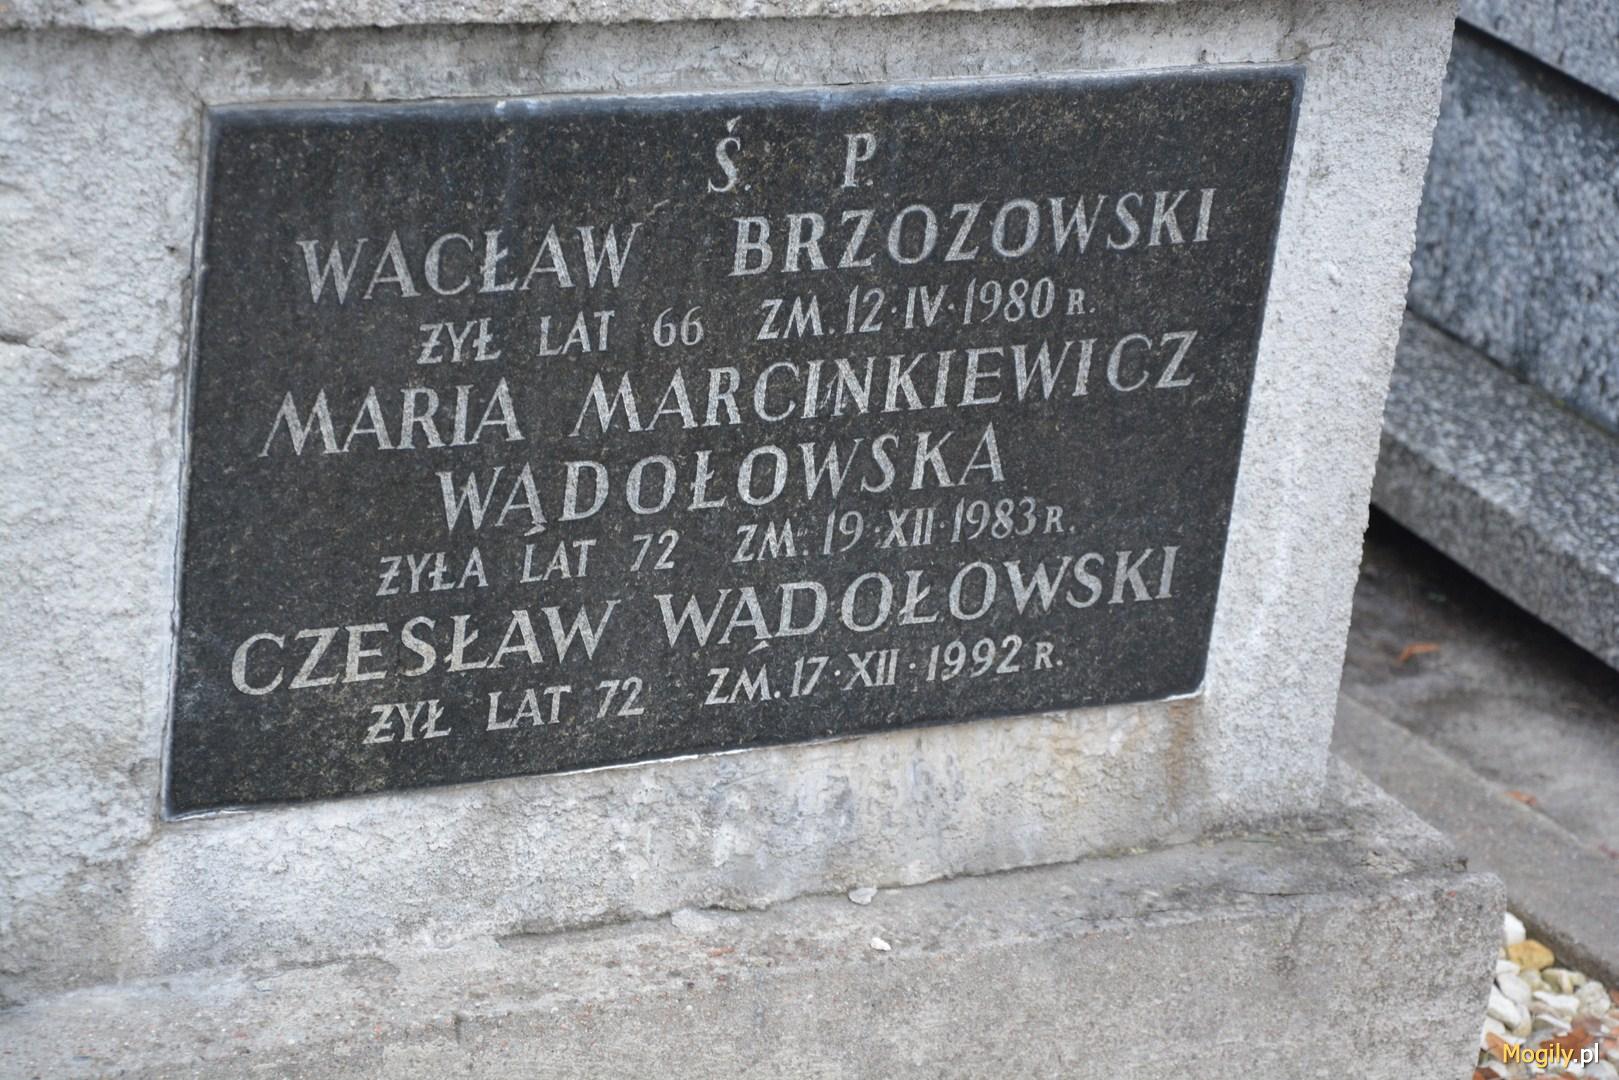 Ś. P.
WACŁAW BRZOZOWSKI
ŻYŁ LAT 66 ZM. 12·IV·1980 R.
MARIA MARCINKIEWICZ
WĄDOŁOWSKA
ŻYŁA LAT 72 ZM. 19·XII·1983 R.
CZESŁAW WĄDOŁOWSKI
ŻYŁ LAT 72 ZM. 17·XII·1992 R.
Mogily.pl